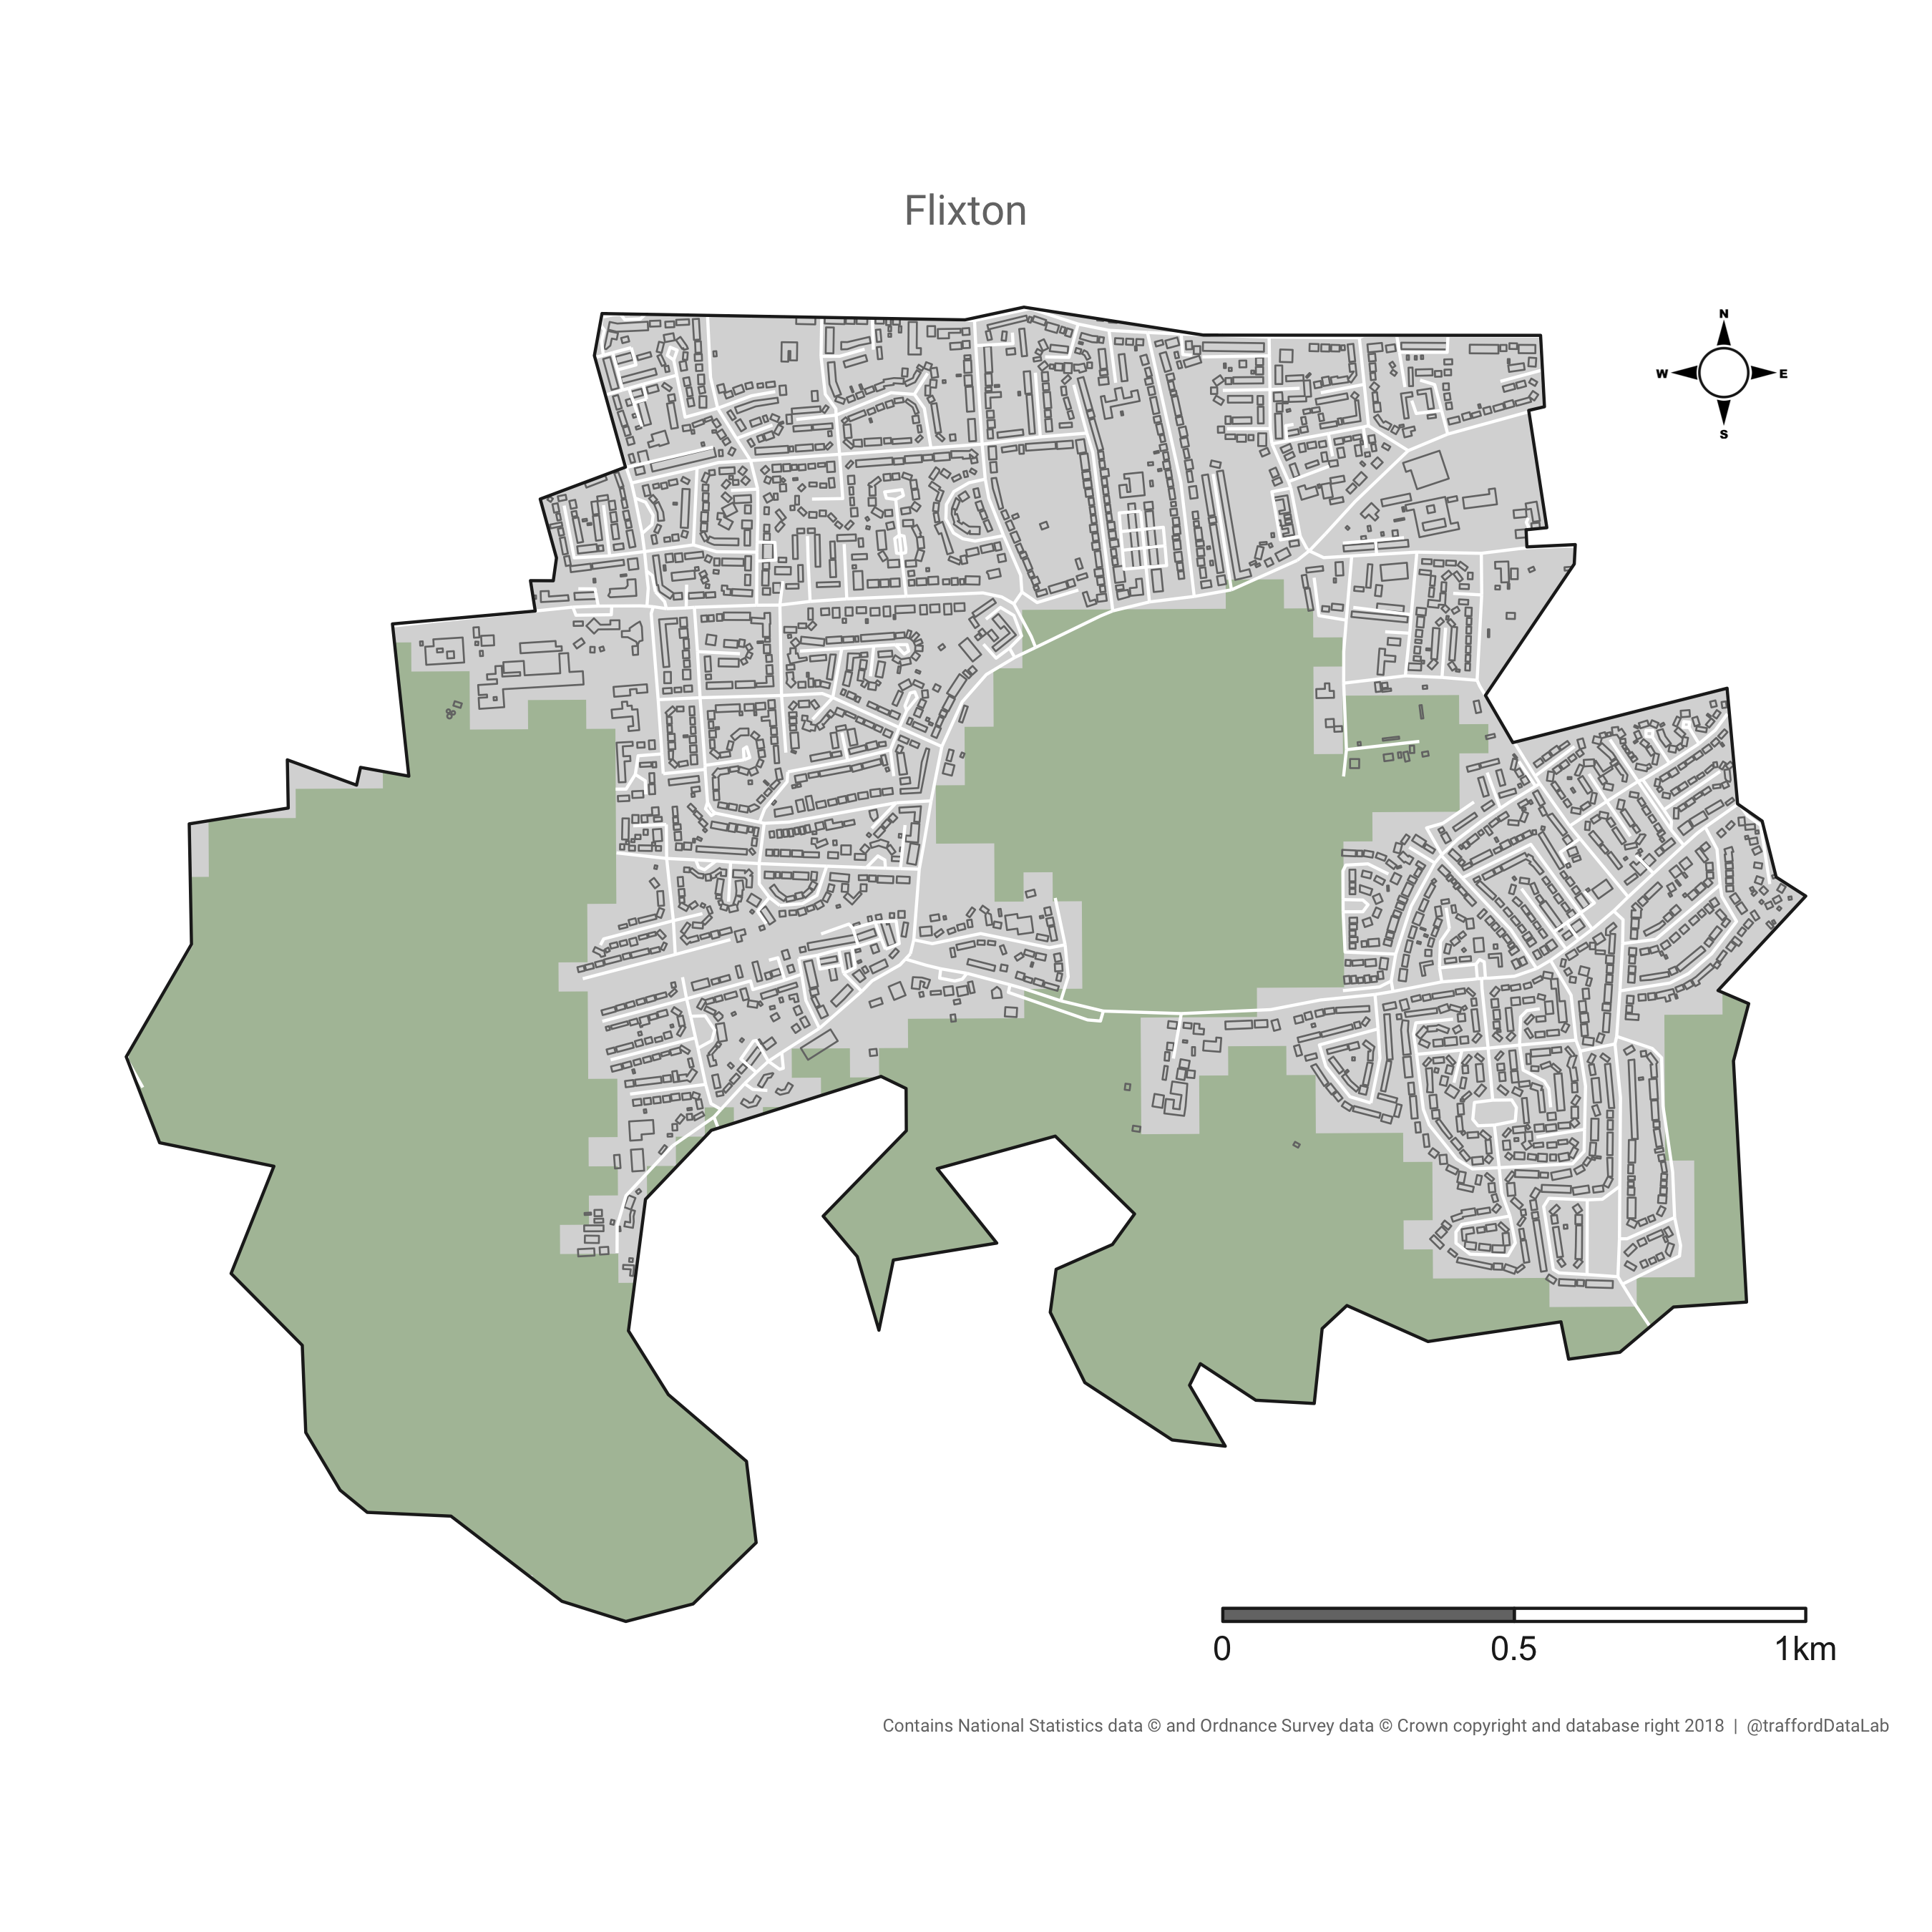 Flixton
N
W E
S
0 0.5 1km
Contains National Statistics data © and Ordnance Survey data © Crown copyright and database right 2018 | @traffordDataLab